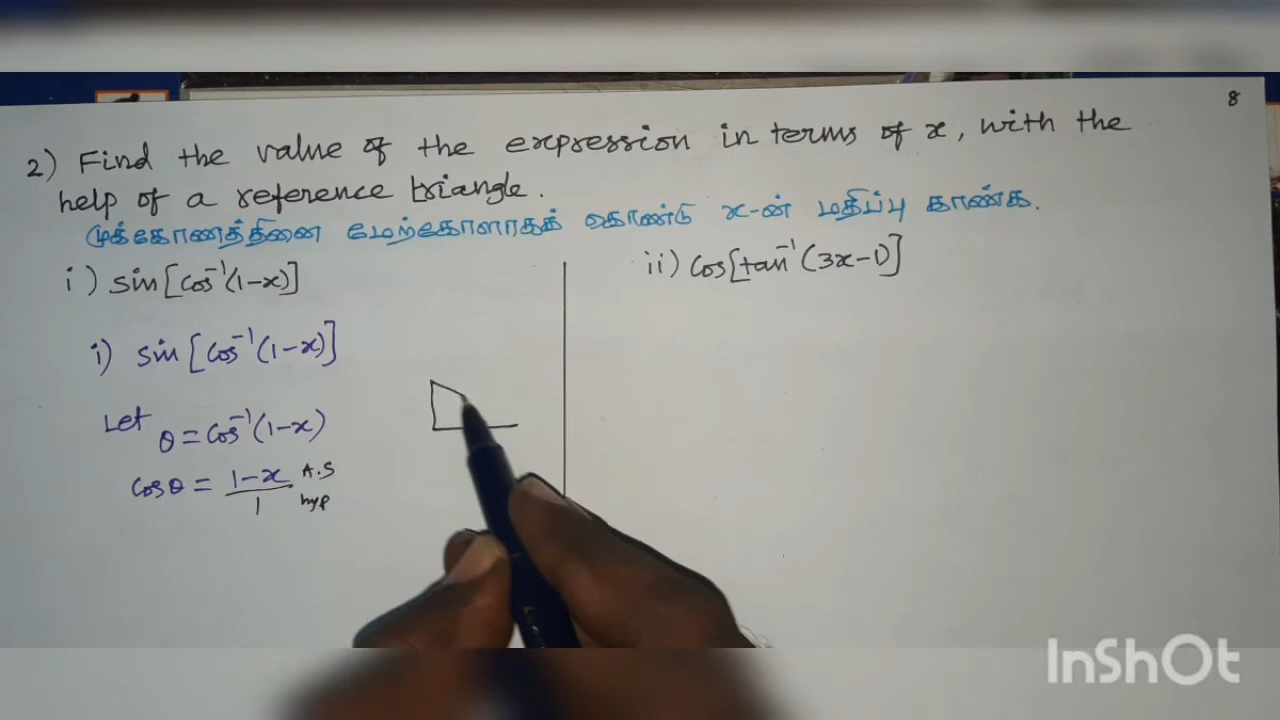 8
2) Find the value of the expression in terms of x, with the
help of a reference triangle.
முக்கோணத்தினை மேற்கோளாகக் கொண்டு x-ன் மதிப்பு காண்க.
i) sin[cos⁻¹(1-x)]
ii) cos[tan⁻¹(3x-1)]
i) sin[cos⁻¹(1-x)]
Let θ = cos⁻¹(1-x)
cosθ = (1-x)/1 A.S hyp
InShOt